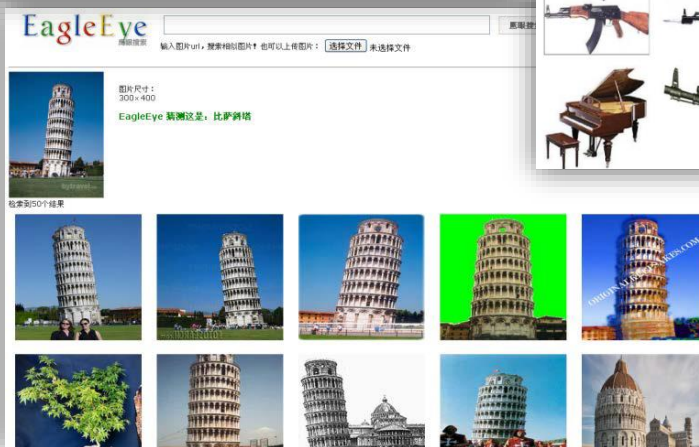 EagleEye
鹰眼搜索
输入图片url，搜索相似图片！也可以上传图片： 选择文件 未选择文件
图片尺寸：
300×400
EagleEye 猜测这是：比萨斜塔
检索到50个结果